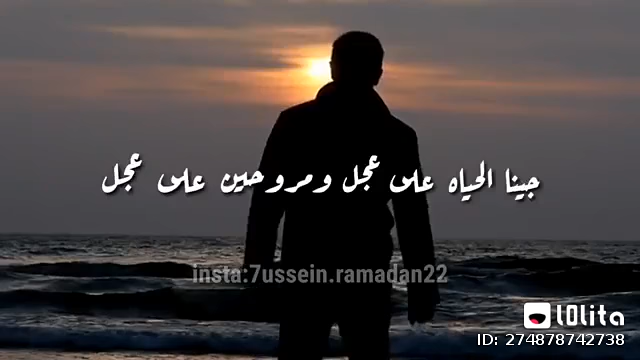 جينا الحياه على عجل ومروحين على عجل
insta:7ussein.ramadan22
l0lita
ID: 274878742738